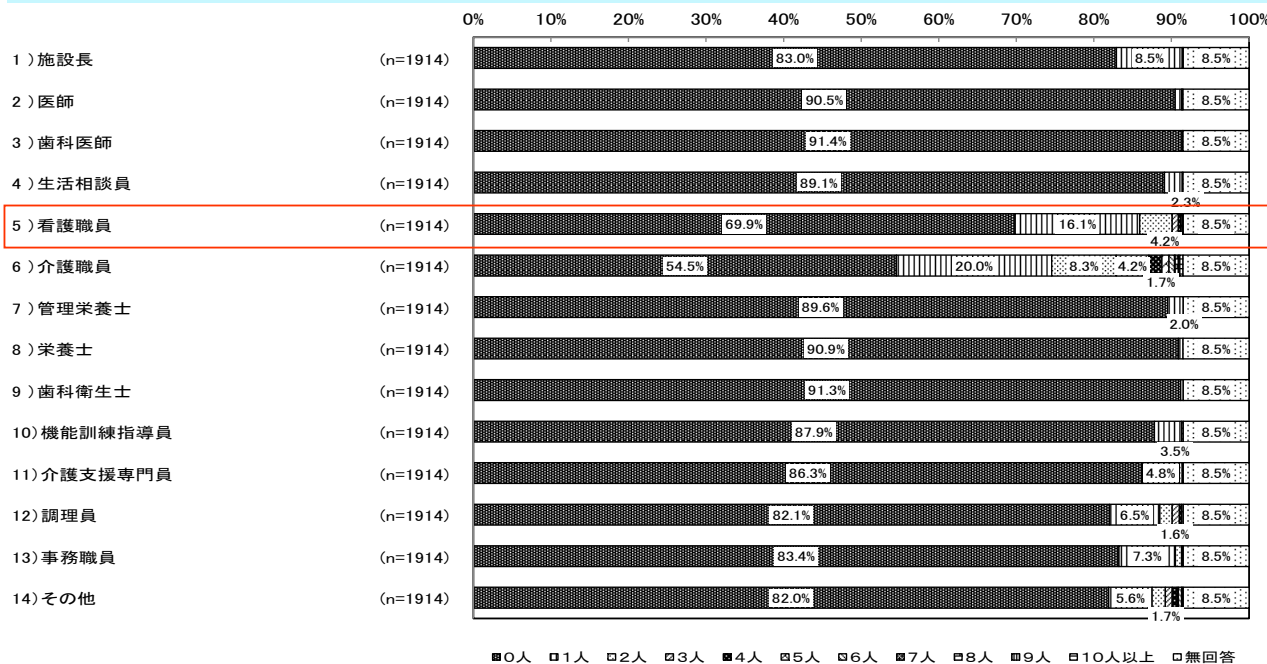 0% 10% 20% 30% 40% 50% 60% 70% 80% 90% 100%
1)施設長 (n=1914) 83.0% 8.5% 8.5%
2)医師 (n=1914) 90.5% 8.5%
3)歯科医師 (n=1914) 91.4% 8.5%
4)生活相談員 (n=1914) 89.1% 8.5%
2.3%
5)看護職員 (n=1914) 69.9% 16.1% 8.5%
4.2%
6)介護職員 (n=1914) 54.5% 20.0% 8.3% 4.2% 8.5%
1.7%
7)管理栄養士 (n=1914) 89.6% 8.5%
2.0%
8)栄養士 (n=1914) 90.9% 8.5%
9)歯科衛生士 (n=1914) 91.3% 8.5%
10)機能訓練指導員 (n=1914) 87.9% 8.5%
3.5%
11)介護支援専門員 (n=1914) 86.3% 4.8% 8.5%
12)調理員 (n=1914) 82.1% 6.5% 8.5%
1.6%
13)事務職員 (n=1914) 83.4% 7.3% 8.5%
14)その他 (n=1914) 82.0% 5.6% 8.5%
1.7%
0人 1人 2人 3人 4人 5人 6人 7人 8人 9人 10人以上 無回答